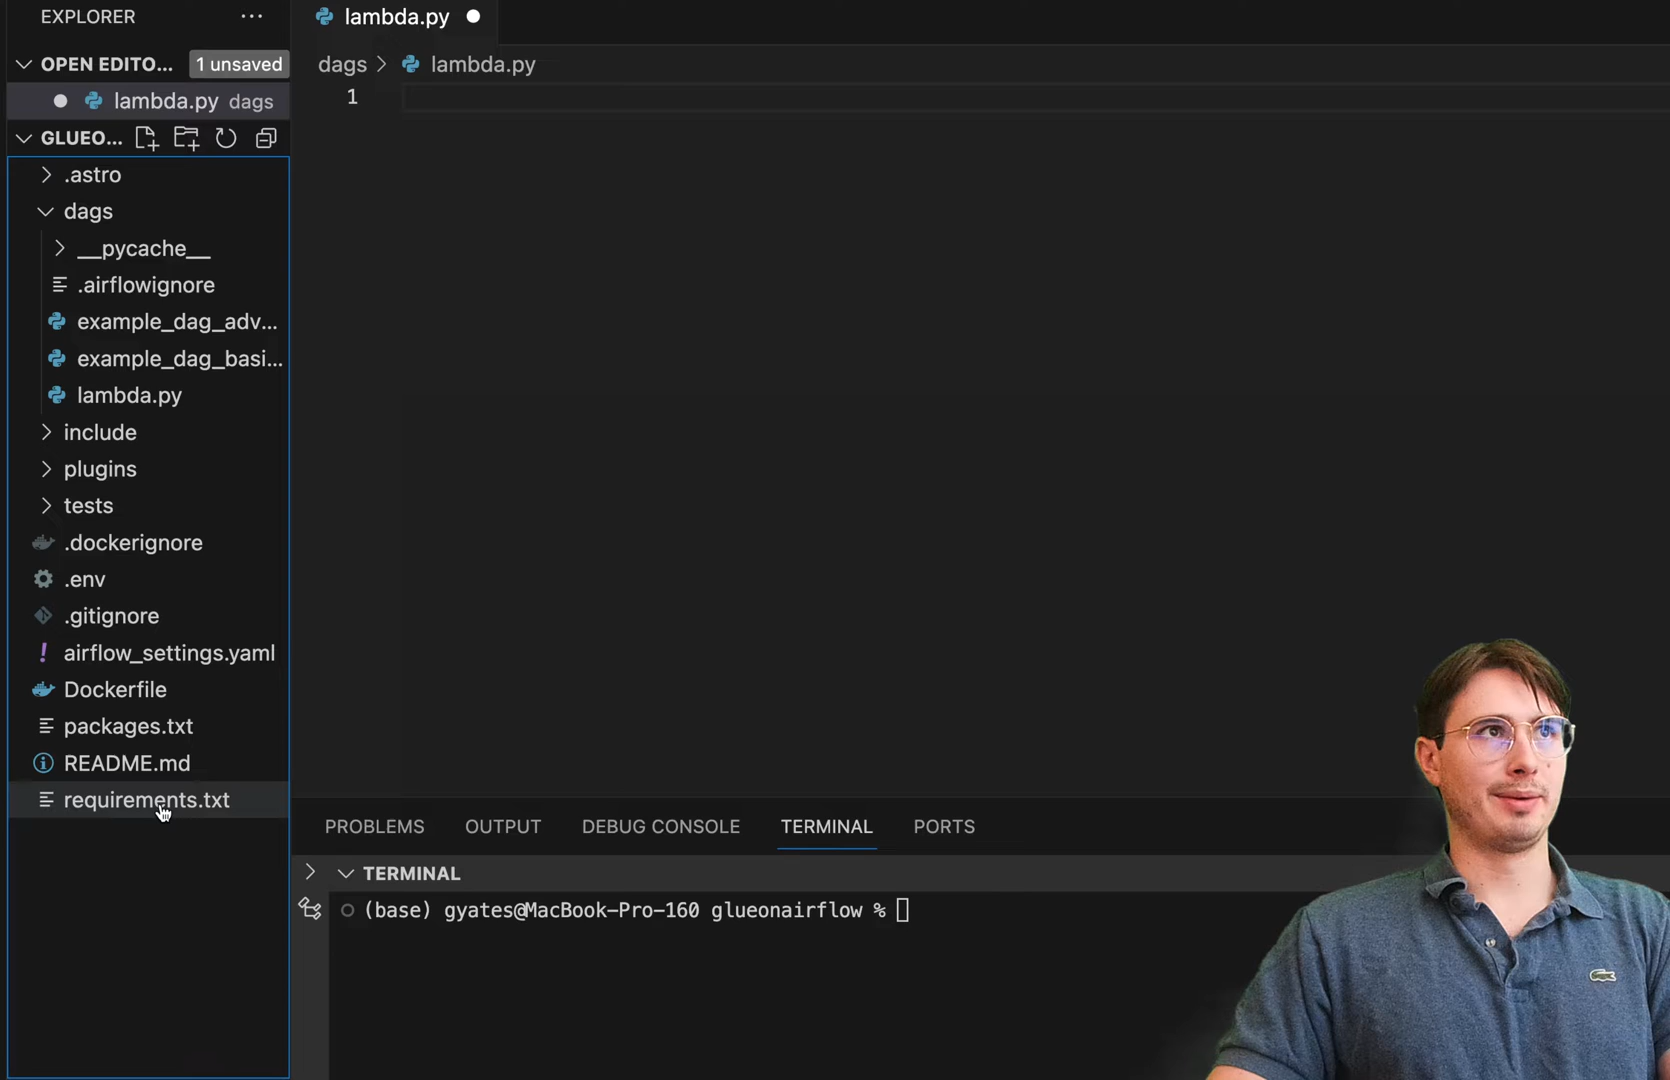 EXPLORER
lambda.py
OPEN EDITO... 1 unsaved
lambda.py dags
GLUEO...
dags > lambda.py
1
.astro
dags
__pycache__
.airflowignore
example_dag_adv...
example_dag_basi...
lambda.py
include
plugins
tests
.dockerignore
.env
.gitignore
airflow_settings.yaml
Dockerfile
packages.txt
README.md
requirements.txt
PROBLEMS OUTPUT DEBUG CONSOLE TERMINAL PORTS
TERMINAL
(base) gyates@MacBook-Pro-160 glueonairflow %